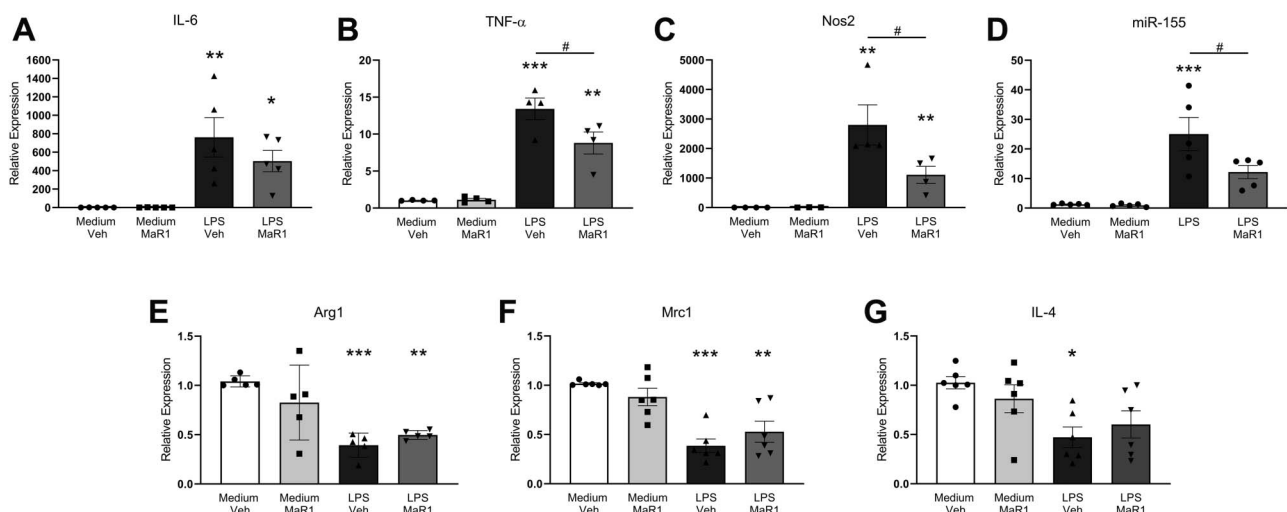 A
IL-6
**
*
Relative Expression
1600
1400
1200
1000
800
600
400
200
0
Medium Veh
Medium MaR1
LPS Veh
LPS MaR1
B
TNF-α
#
***
**
Relative Expression
20
15
10
5
0
Medium Veh
Medium MaR1
LPS Veh
LPS MaR1
C
Nos2
#
**
**
Relative Expression
5000
4000
3000
2000
1000
0
Medium Veh
Medium MaR1
LPS Veh
LPS MaR1
D
miR-155
#
***
Relative Expression
50
40
30
20
10
0
Medium Veh
Medium MaR1
LPS
LPS MaR1
E
Arg1
***
**
Relative Expression
1.5
1.0
0.5
0.0
Medium Veh
Medium MaR1
LPS Veh
LPS MaR1
F
Mrc1
***
**
Relative Expression
1.5
1.0
0.5
0.0
Medium Veh
Medium MaR1
LPS Veh
LPS MaR1
G
IL-4
*
Relative Expression
1.5
1.0
0.5
0.0
Medium Veh
Medium MaR1
LPS Veh
LPS MaR1